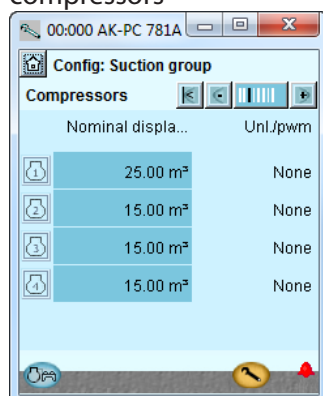 compressors
00:000 AK-PC 781A
Config: Suction group
Compressors
Nominal displa... Unl./pwm
1 25.00 m³ None
2 15.00 m³ None
3 15.00 m³ None
4 15.00 m³ None